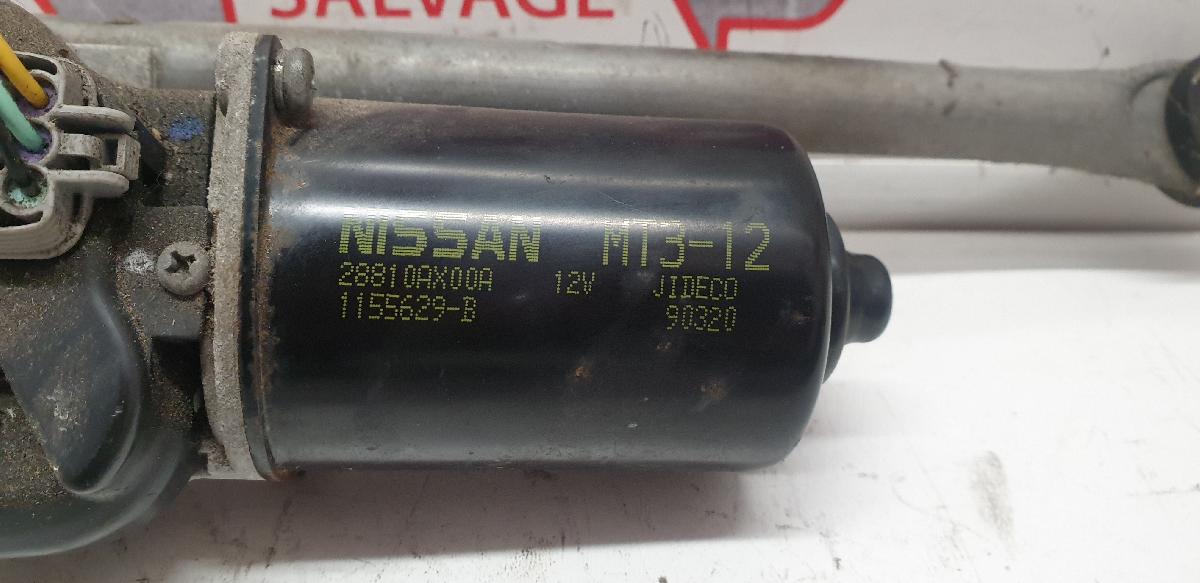 SALVAGE
NISSAN MT3-12
28810AX00A 12V JIDECO
1155629-B 90320